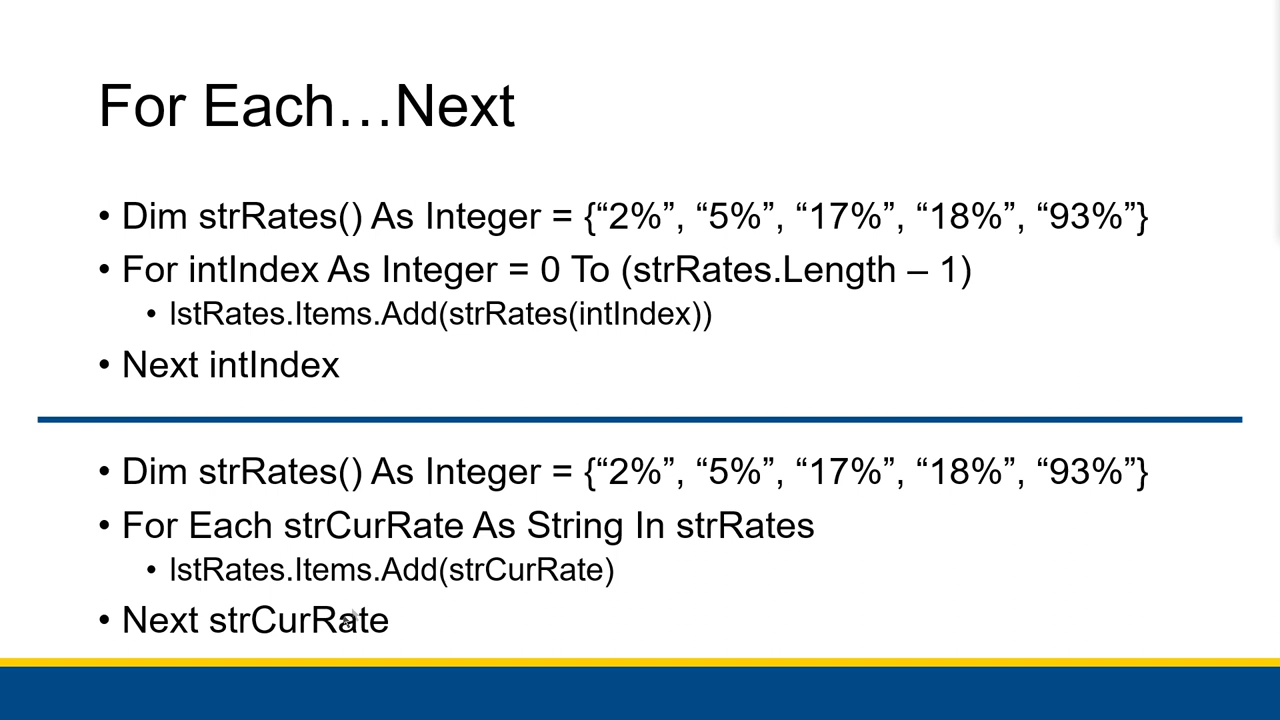 For Each…Next
• Dim strRates() As Integer = {“2%”, “5%”, “17%”, “18%”, “93%”}
• For intIndex As Integer = 0 To (strRates.Length – 1)
• lstRates.Items.Add(strRates(intIndex))
• Next intIndex
• Dim strRates() As Integer = {“2%”, “5%”, “17%”, “18%”, “93%”}
• For Each strCurRate As String In strRates
• lstRates.Items.Add(strCurRate)
• Next strCurRate